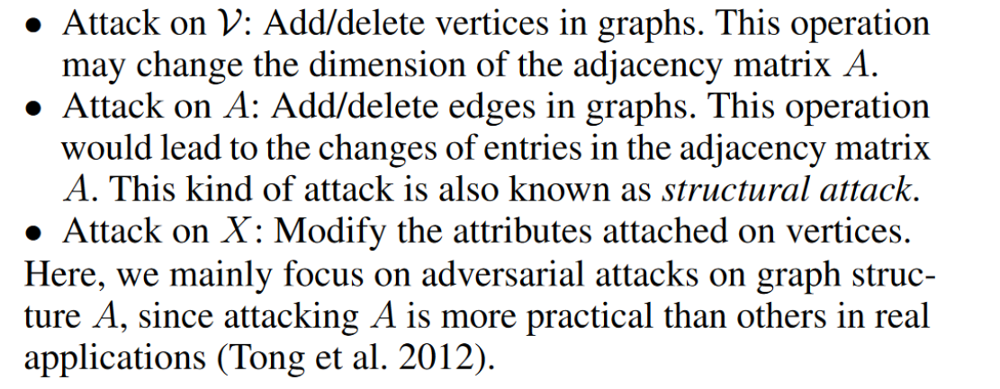 • Attack on 𝒱: Add/delete vertices in graphs. This operation
may change the dimension of the adjacency matrix A.
• Attack on A: Add/delete edges in graphs. This operation
would lead to the changes of entries in the adjacency matrix
A. This kind of attack is also known as structural attack.
• Attack on X: Modify the attributes attached on vertices.
Here, we mainly focus on adversarial attacks on graph struc-
ture A, since attacking A is more practical than others in real
applications (Tong et al. 2012).